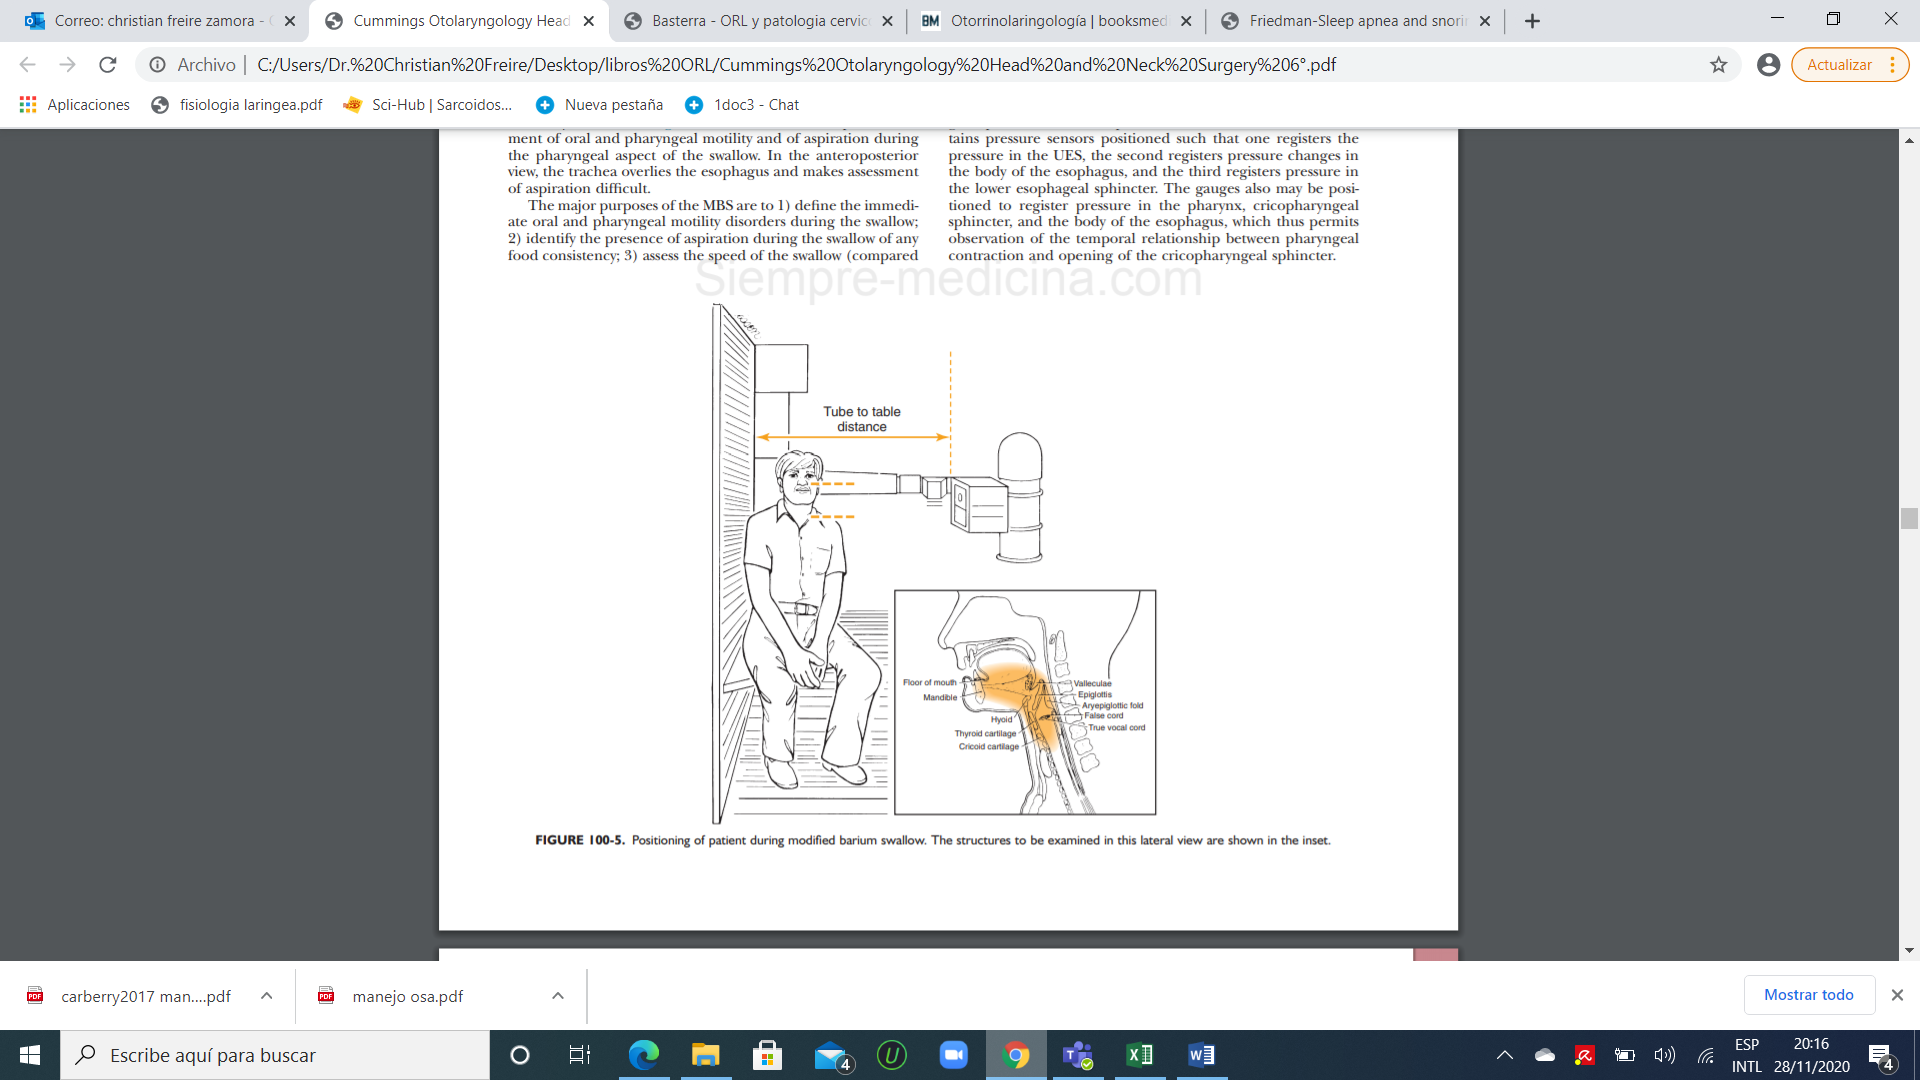 Correo: christian freire zamora - 
Cummings Otolaryngology Head
Basterra - ORL y patologia cervic
BM Otorrinolaringología | booksmed
Friedman-Sleep apnea and snorin
Archivo | C:/Users/Dr.%20Christian%20Freire/Desktop/libros%20ORL/Cummings%20Otolaryngology%20Head%20and%20Neck%20Surgery%206°.pdf
Actualizar
Aplicaciones
fisiologia laringea.pdf
Sci-Hub | Sarcoidos...
Nueva pestaña
1doc3 - Chat
ment of oral and pharyngeal motility and of aspiration during
the pharyngeal aspect of the swallow. In the anteroposterior
view, the trachea overlies the esophagus and makes assessment
of aspiration difficult.
The major purposes of the MBS are to 1) define the immedi-
ate oral and pharyngeal motility disorders during the swallow;
2) identify the presence of aspiration during the swallow of any
food consistency; 3) assess the speed of the swallow (compared
tains pressure sensors positioned such that one registers the
pressure in the UES, the second registers pressure changes in
the body of the esophagus, and the third registers pressure in
the lower esophageal sphincter. The gauges also may be posi-
tioned to register pressure in the pharynx, cricopharyngeal
sphincter, and the body of the esophagus, which thus permits
observation of the temporal relationship between pharyngeal
contraction and opening of the cricopharyngeal sphincter.
Siempre-medicina.com
Tube to table
distance
Floor of mouth
Mandible
Hyoid
Thyroid cartilage
Cricoid cartilage
Valleculae
Epiglottis
Aryepiglottic fold
False cord
True vocal cord
FIGURE 100-5. Positioning of patient during modified barium swallow. The structures to be examined in this lateral view are shown in the inset.
carberry2017 man....pdf
manejo osa.pdf
Mostrar todo
Escribe aquí para buscar
4
ESP
INTL
20:16
28/11/2020
4